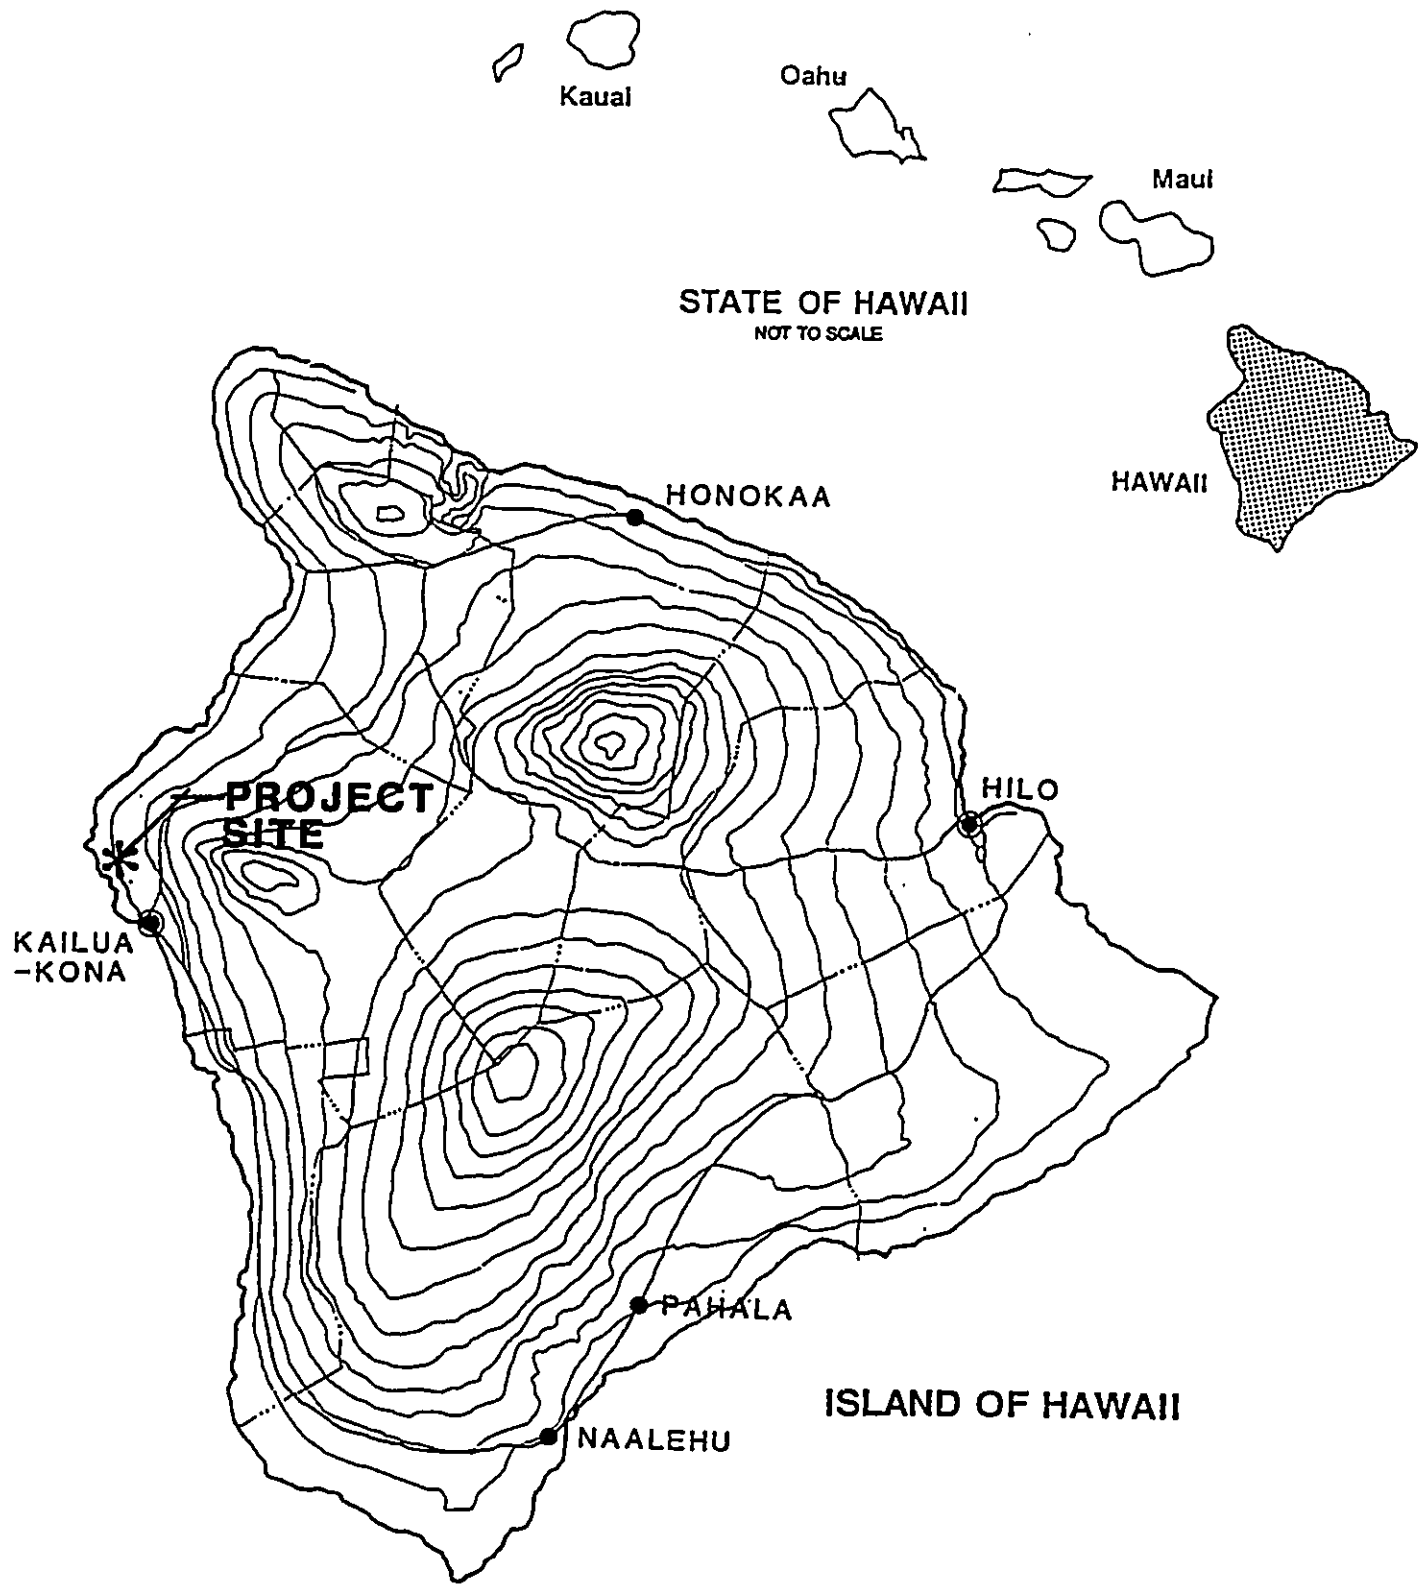 Kauai
Oahu
Maui
STATE OF HAWAII
NOT TO SCALE
HAWAII
HONOKAA
HILO
PROJECT
SITE
KAILUA
-KONA
PAHALA
ISLAND OF HAWAII
NAALEHU